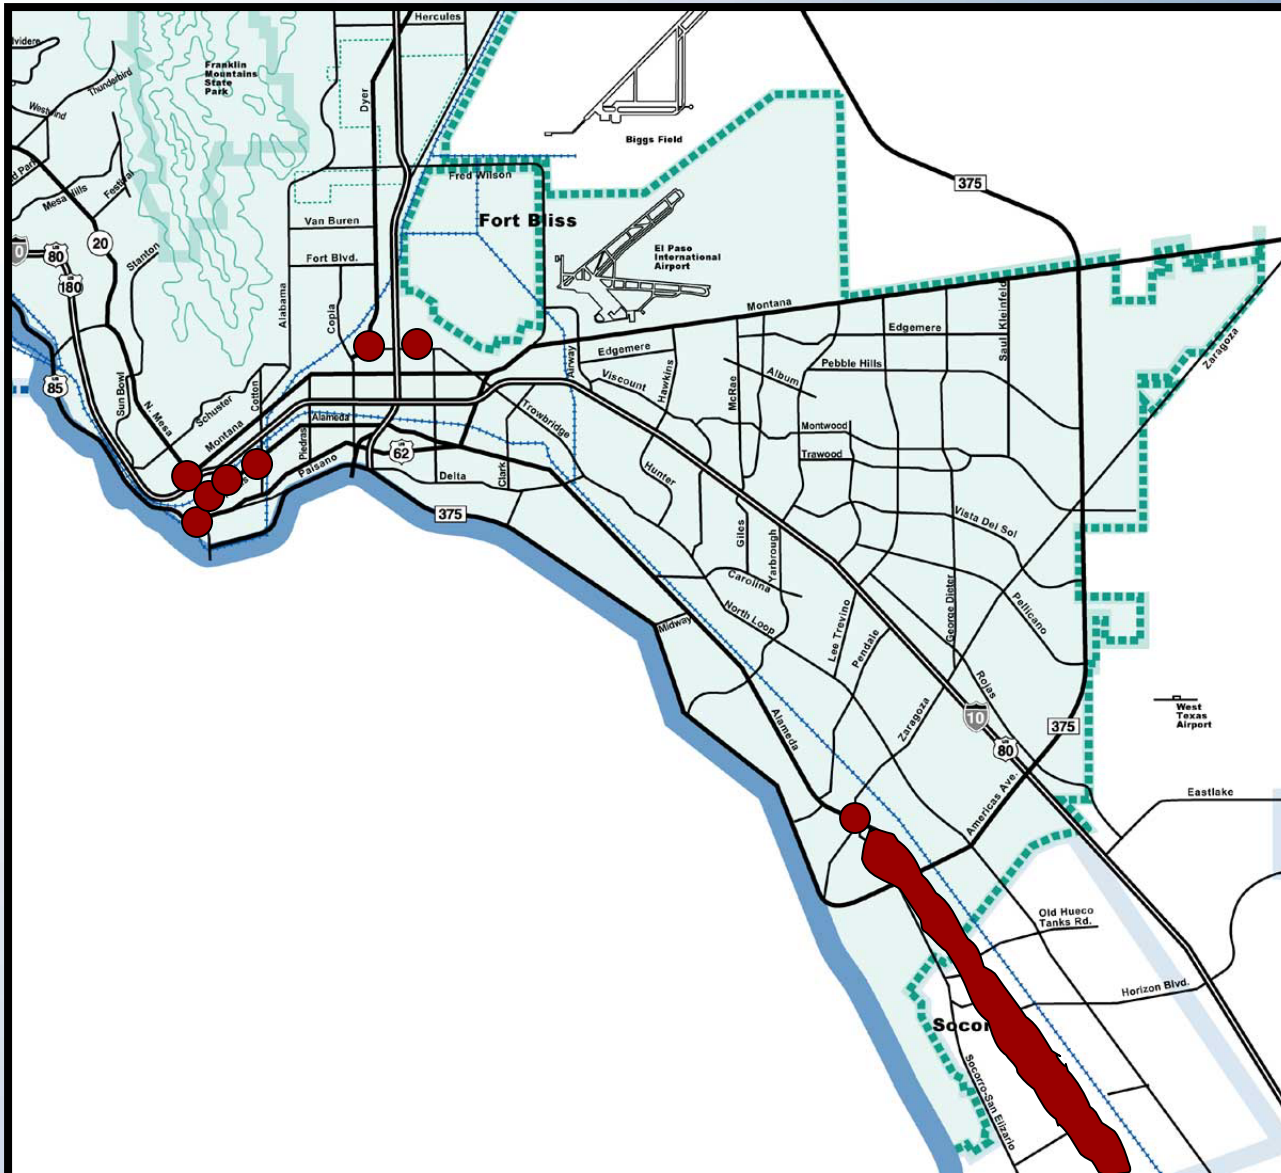 Hercules
lvidere
Franklin
Mountains
State
Park
Thunderbird
Westwind
Dyer
Biggs Field
d Park
Mesa Hills
Festival
Fred Wilson
375
Van Buren
Fort Bliss
20
Stanton
El Paso
International
Airport
0
80
180
Fort Blvd.
Alabama
Copia
Montana
Saul Kleinfeld
Edgemere
Zaragoza
Airway
Edgemere
Pebble Hills
Viscount
Hawkins
McRae
Album
85
Sun Bowl
N. Mesa
Schuster
Cotton
Montana
Piedras
Alameda
Trowbridge
Montwood
62
Paisano
Trawood
Delta
Clark
Hunter
375
Giles
Yarbrough
Vista Del Sol
Carolina
North Loop
Midway
Lee Trevino
Pendale
George Dieter
Pellicano
Rojas
Alameda
Zaragoza
10
80
375
West
Texas
Airport
Americas Ave.
Eastlake
Old Hueco
Tanks Rd.
Horizon Blvd.
Socor
Socorro-San Elizario